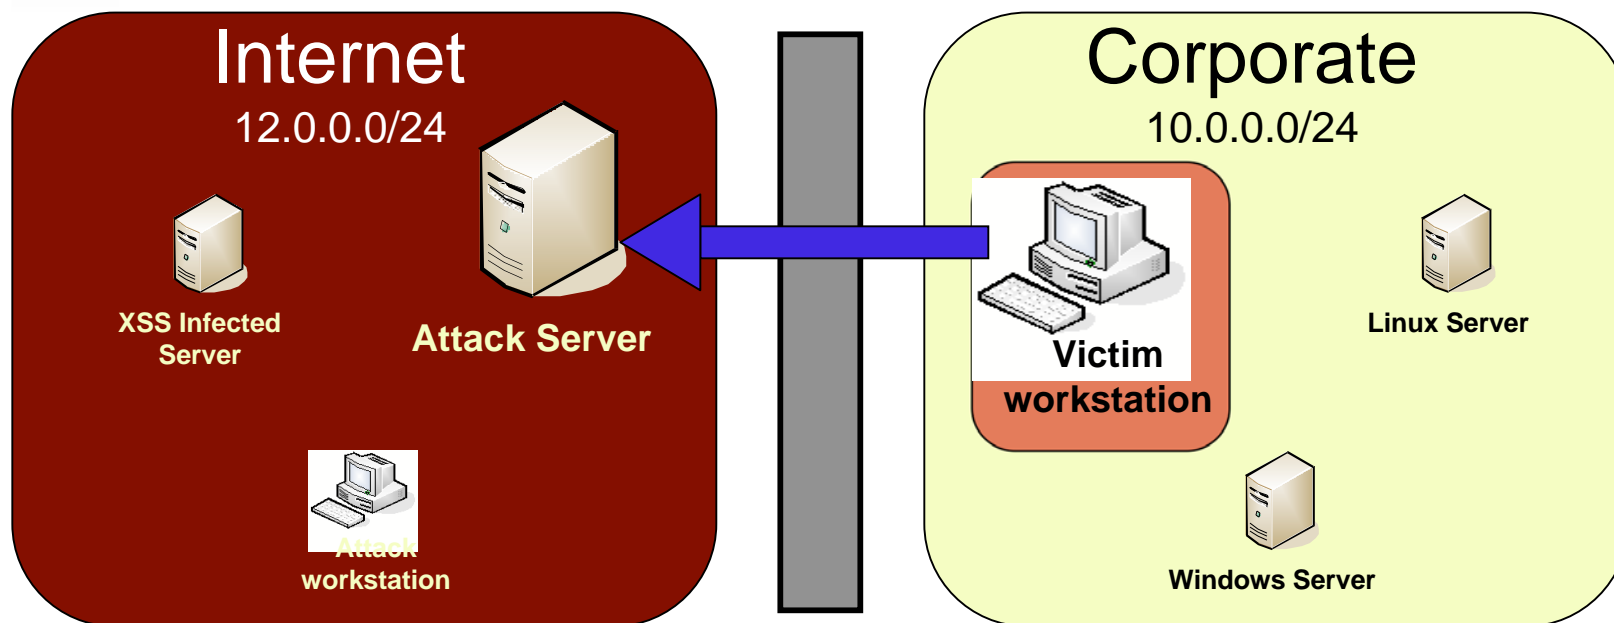 Internet
12.0.0.0/24
XSS Infected
Server
Attack Server
Attack
workstation
Corporate
10.0.0.0/24
Victim
workstation
Linux Server
Windows Server